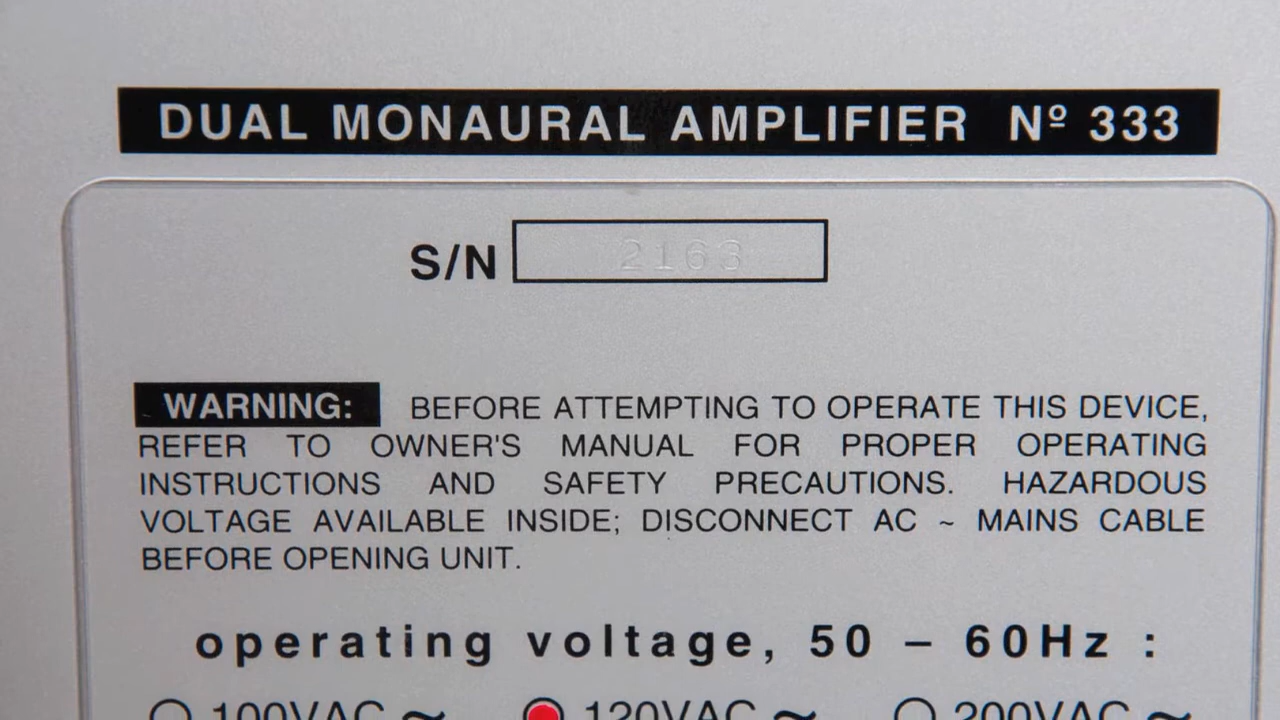 DUAL MONAURAL AMPLIFIER Nº 333
S/N 2163
WARNING: BEFORE ATTEMPTING TO OPERATE THIS DEVICE,
REFER TO OWNER'S MANUAL FOR PROPER OPERATING
INSTRUCTIONS AND SAFETY PRECAUTIONS. HAZARDOUS
VOLTAGE AVAILABLE INSIDE; DISCONNECT AC ~ MAINS CABLE
BEFORE OPENING UNIT.
operating voltage, 50 – 60Hz :
100VAC ~ 120VAC ~ 200VAC ~